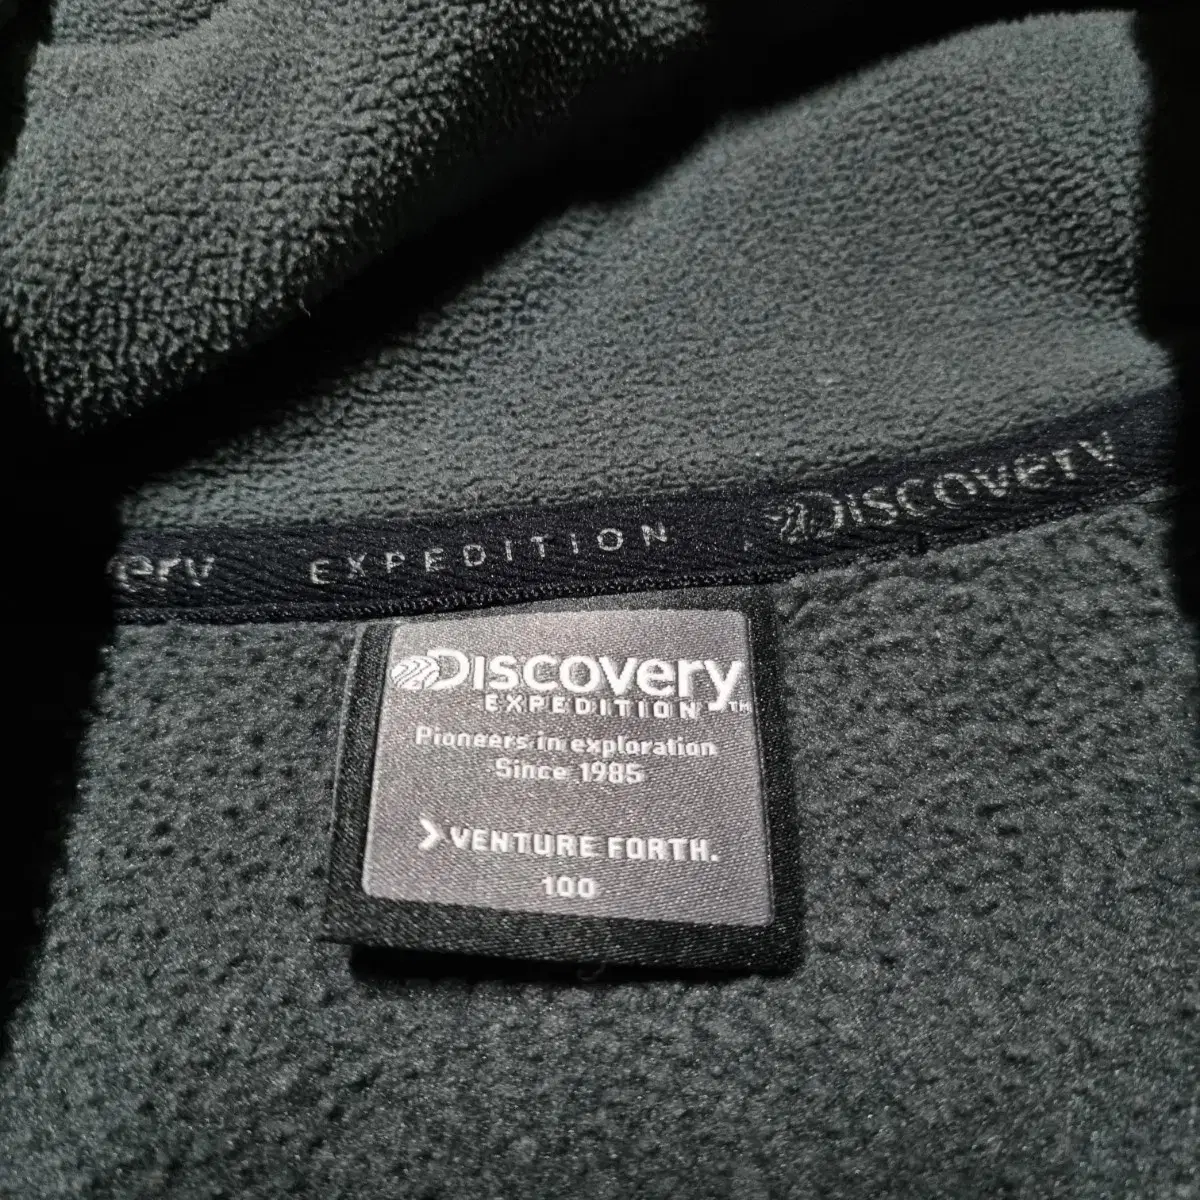 ery EXPEDITION DISCOVERY
DISCOVERY
EXPEDITION™
Pioneers in exploration
Since 1985
VENTURE FORTH.
100